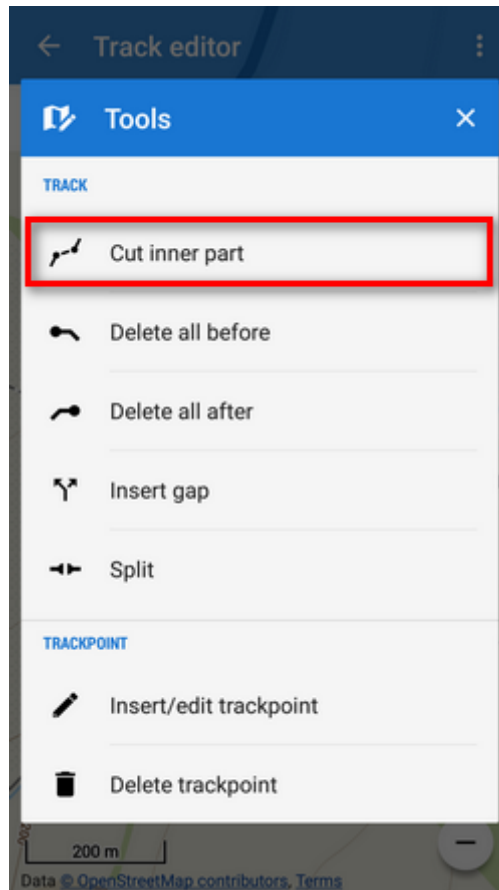 Track editor
Tools
TRACK
Cut inner part
Delete all before
Delete all after
Insert gap
Split
TRACKPOINT
Insert/edit trackpoint
Delete trackpoint
200
200 m
Data © OpenStreetMap contributors, Terms